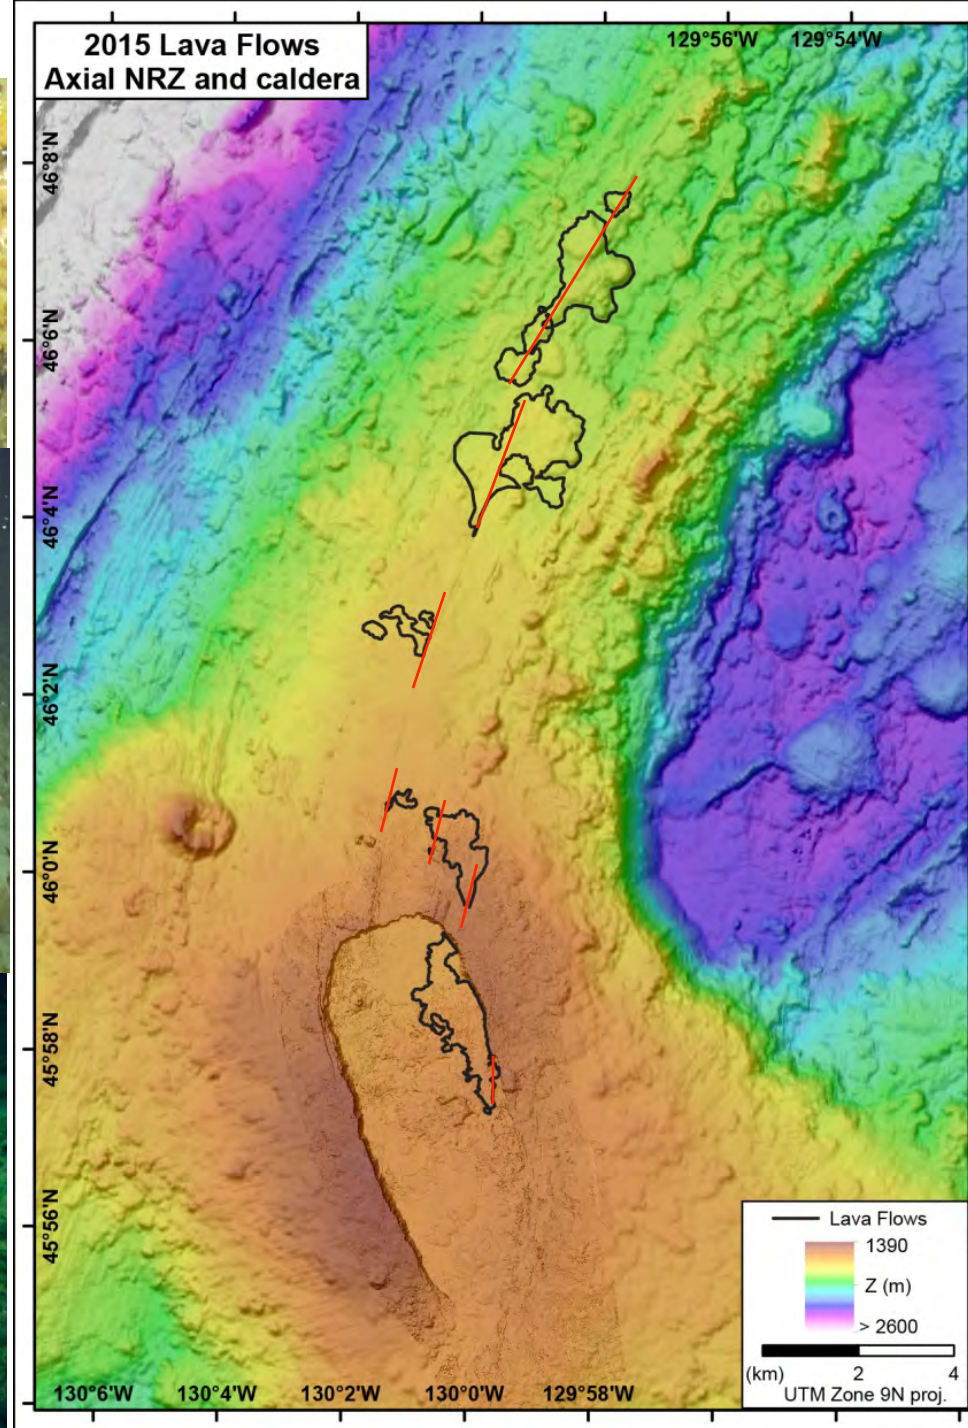 2015 Lava Flows
Axial NRZ and caldera
129°56'W 129°54'W
46°8'N
46°6'N
46°4'N
46°2'N
46°0'N
45°58'N
45°56'N
Lava Flows
1390
Z (m)
> 2600
(km) 2 4
UTM Zone 9N proj.
130°6'W 130°4'W 130°2'W 130°0'W 129°58'W